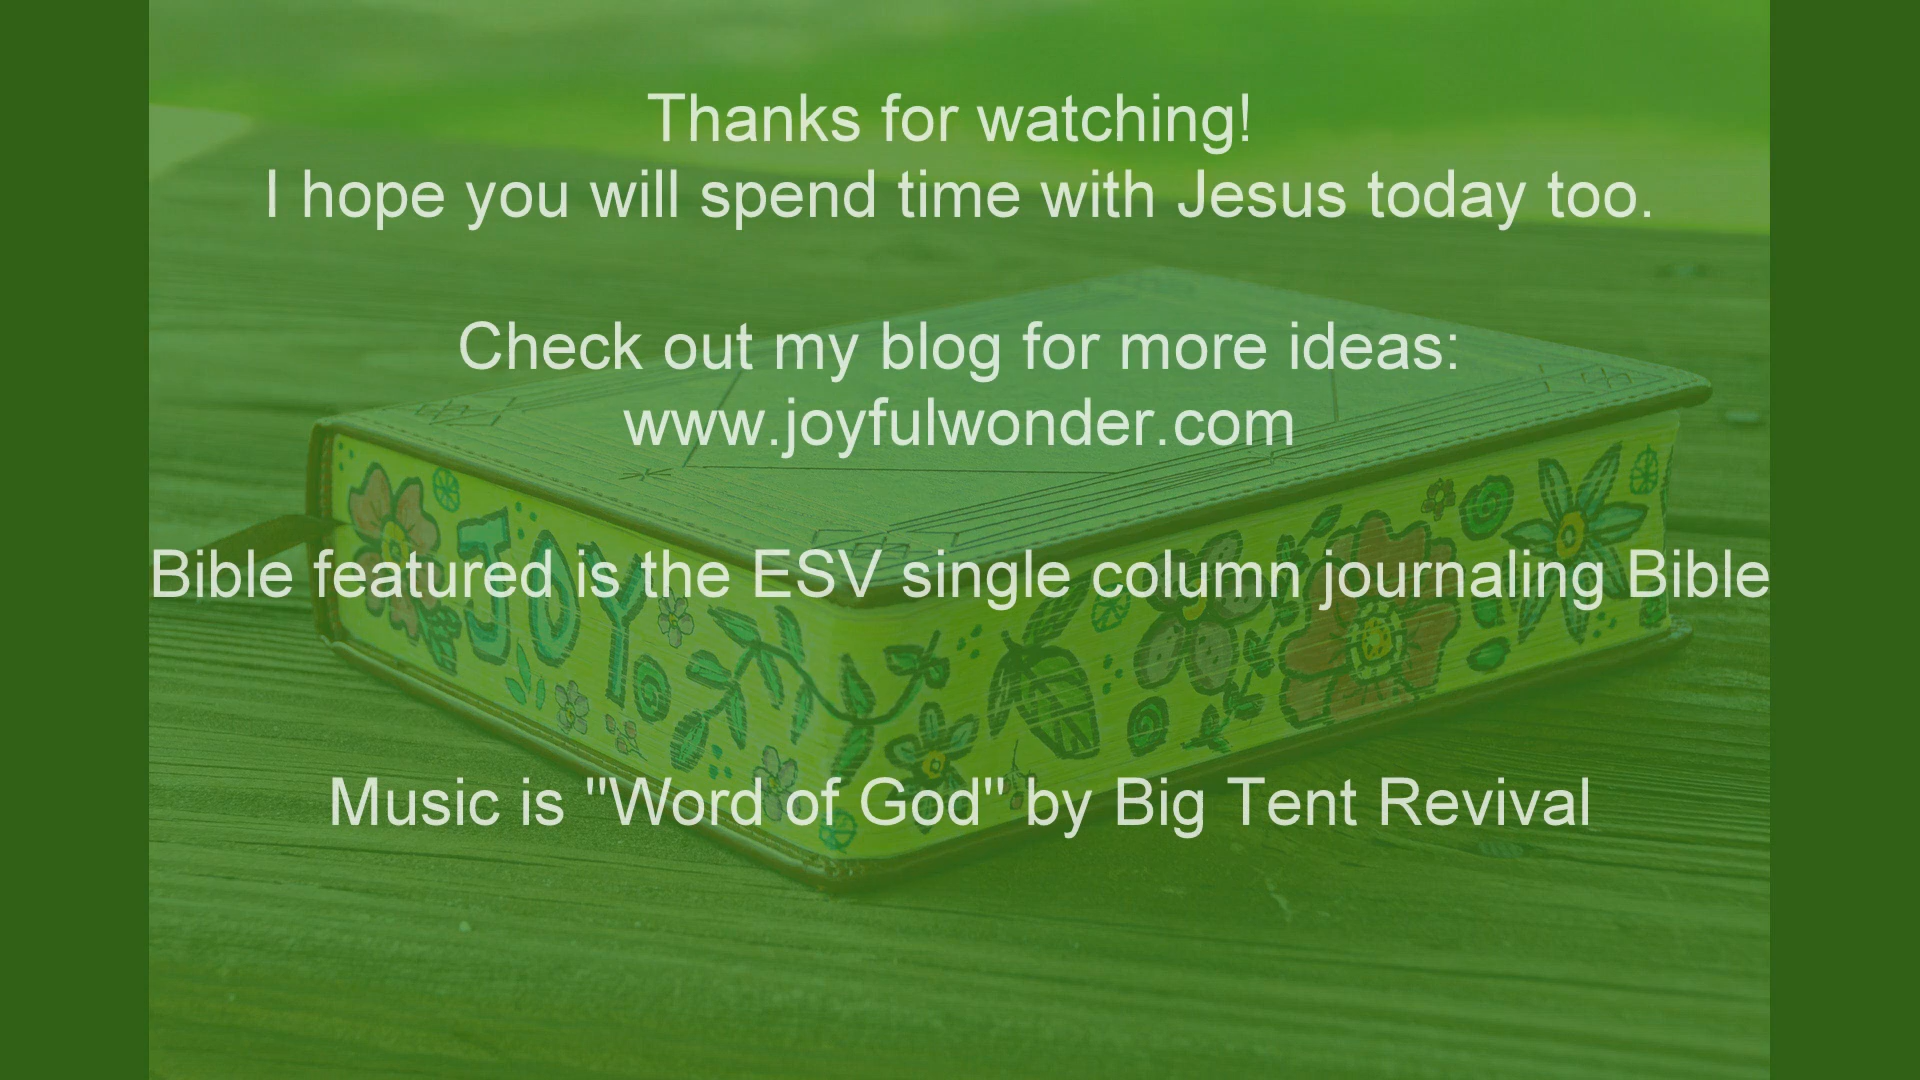 Thanks for watching!
I hope you will spend time with Jesus today too.
Check out my blog for more ideas:
www.joyfulwonder.com
Bible featured is the ESV single column journaling Bible
JOY
Music is "Word of God" by Big Tent Revival